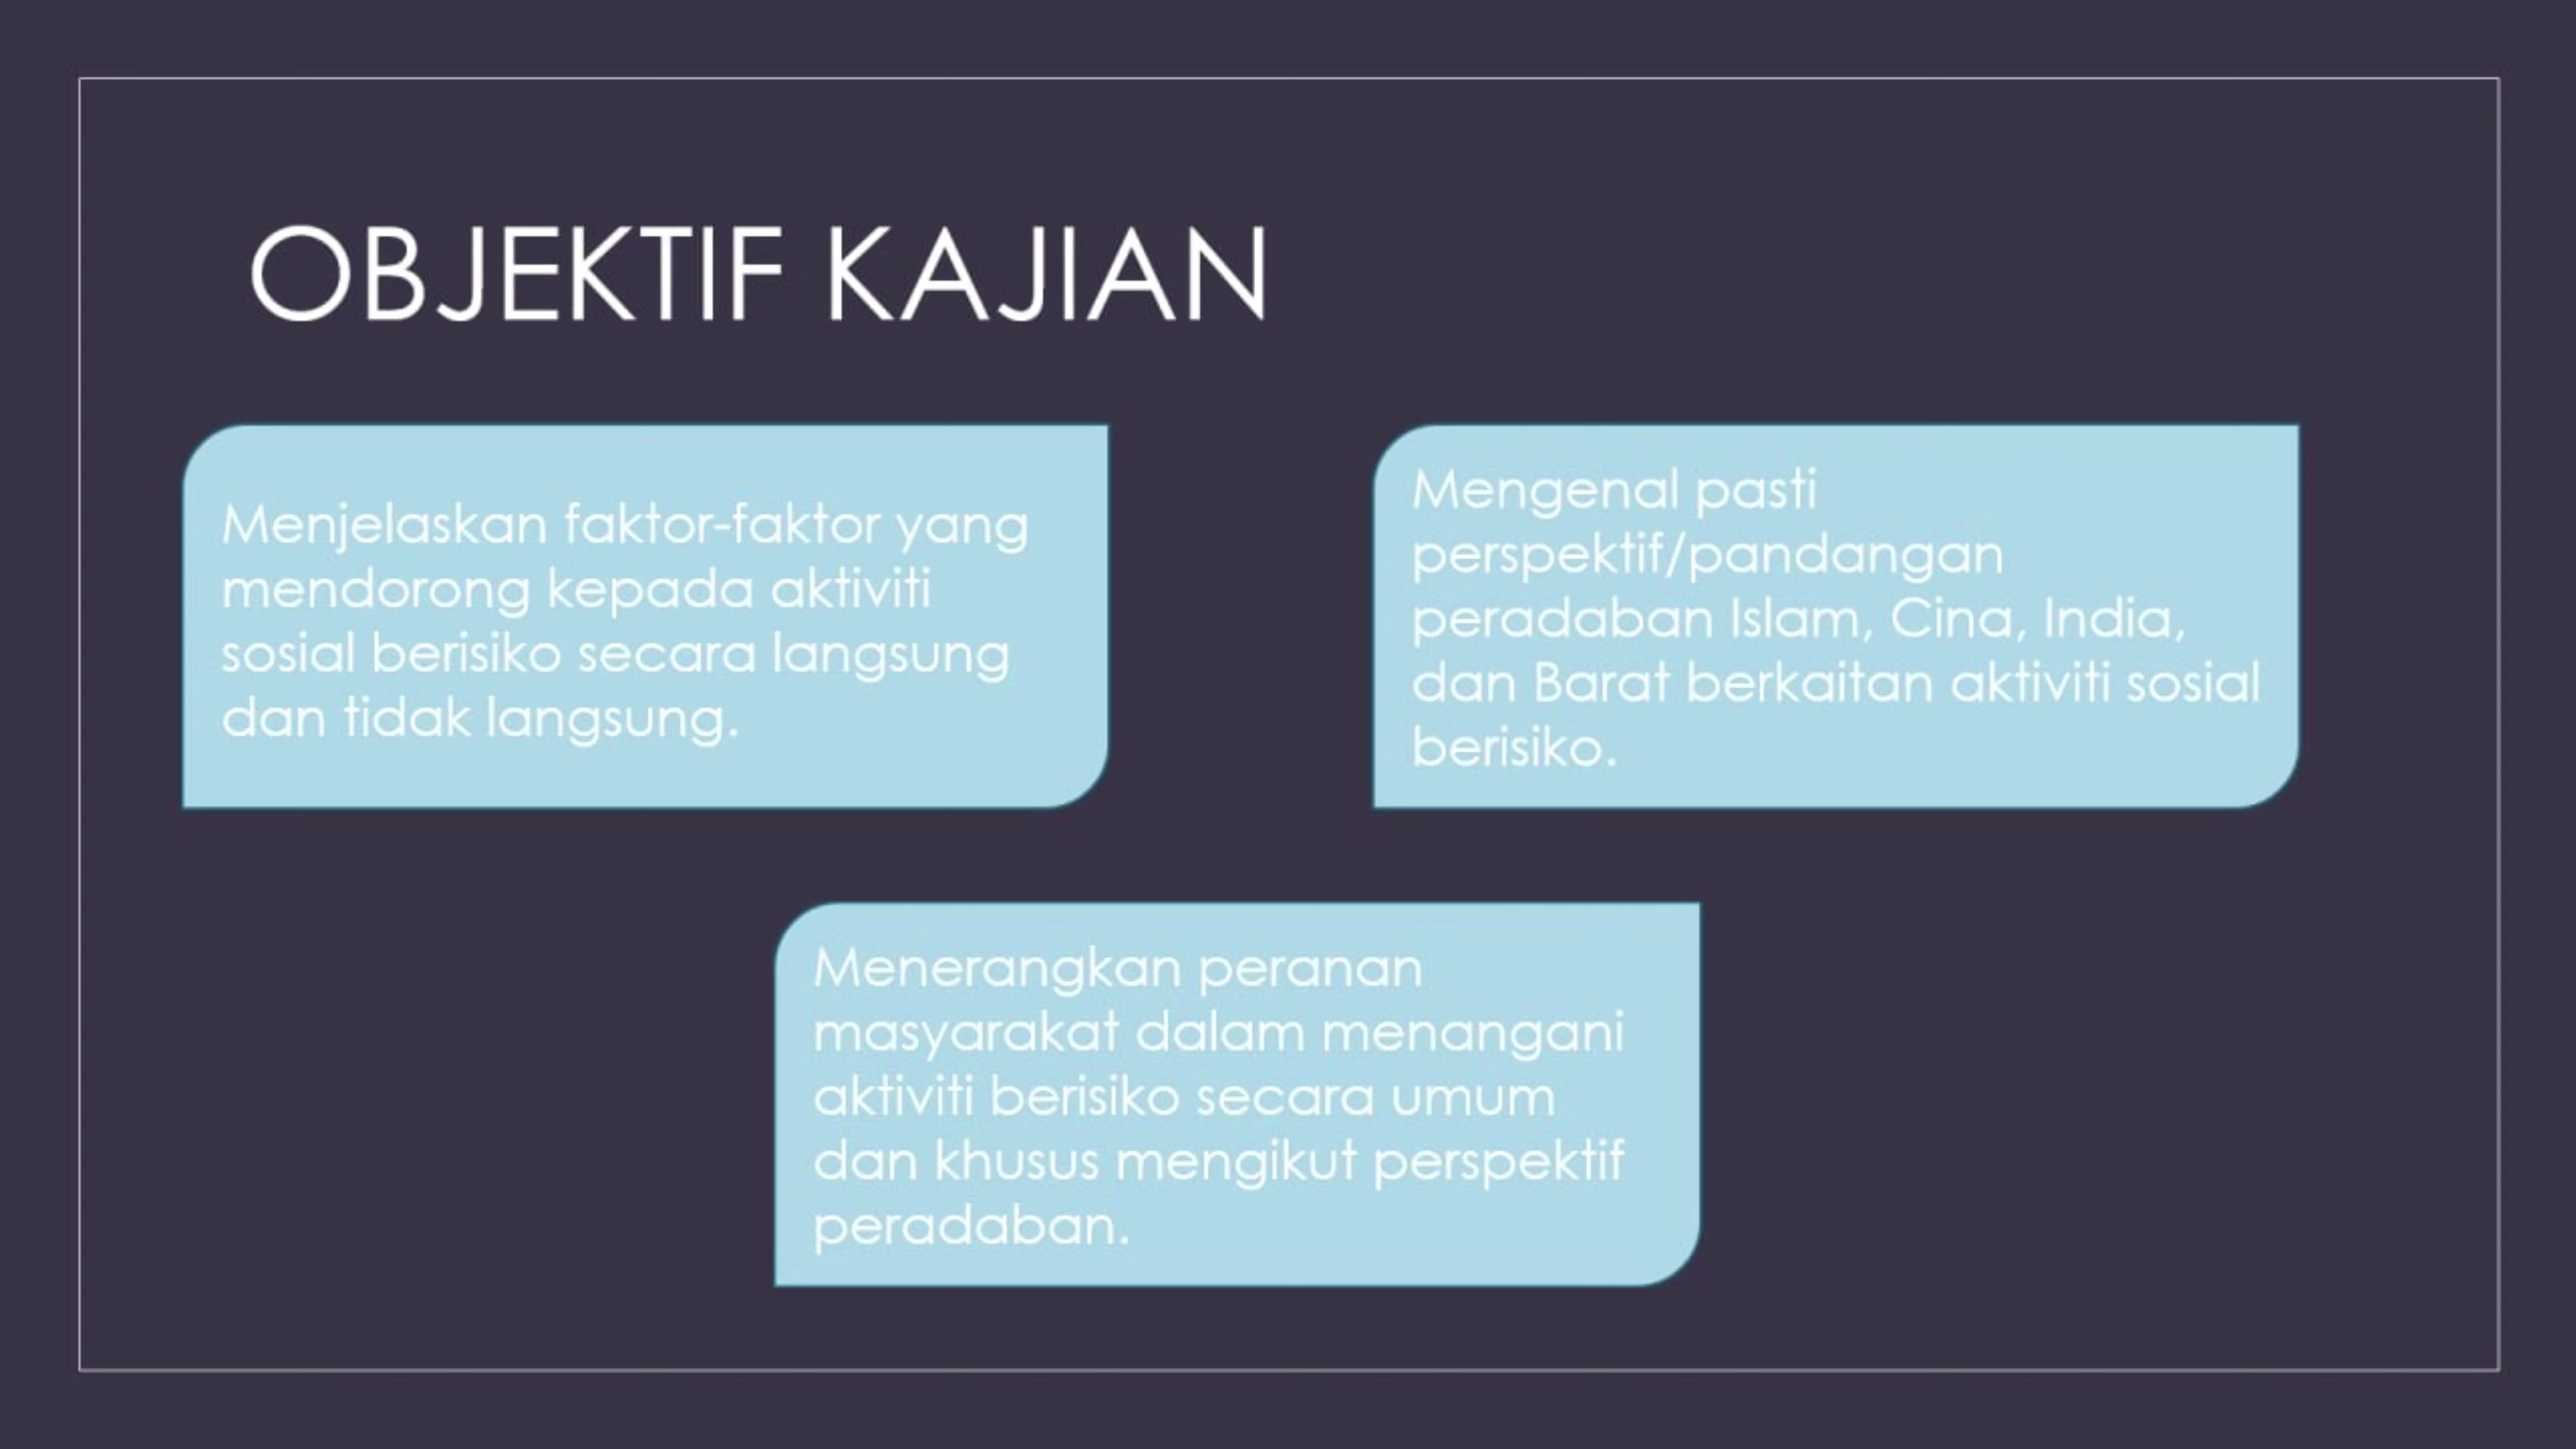 OBJEKTIF KAJIAN
Menjelaskan faktor-faktor yang
mendorong kepada aktiviti
sosial berisiko secara langsung
dan tidak langsung.
Mengenal pasti
perspektif/pandangan
peradaban Islam, Cina, India,
dan Barat berkaitan aktiviti sosial
berisiko.
Menerangkan peranan
masyarakat dalam menangani
aktiviti berisiko secara umum
dan khusus mengikut perspektif
peradaban.